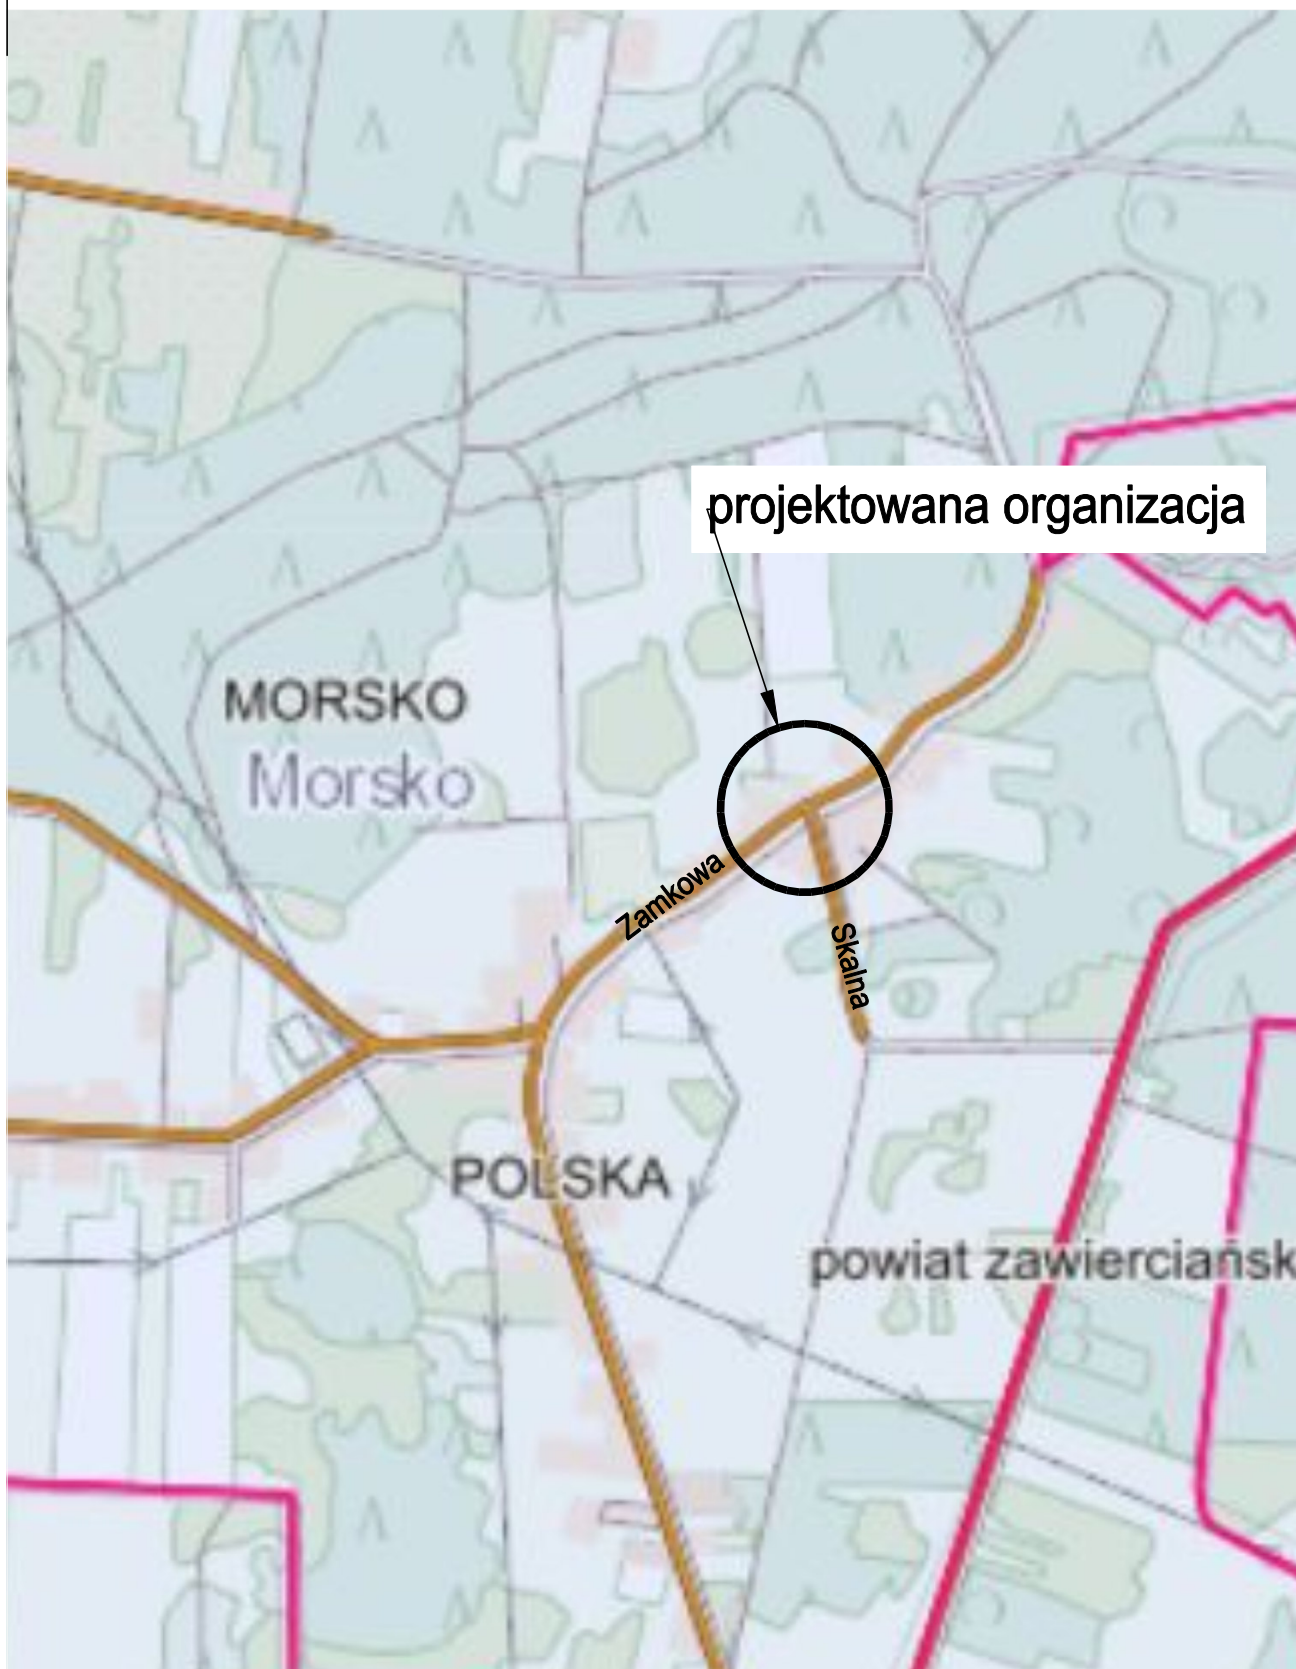 projektowana organizacja
MORSKO
Morsko
Zamkowa
Skalna
POLSKA
powiat zawierciańsk